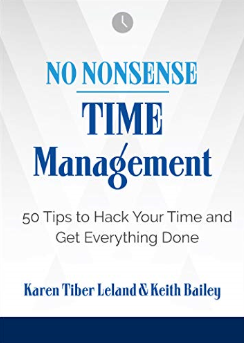 NO NONSENSE
TIME
Management
50 Tips to Hack Your Time and
Get Everything Done
Karen Tiber Leland & Keith Bailey